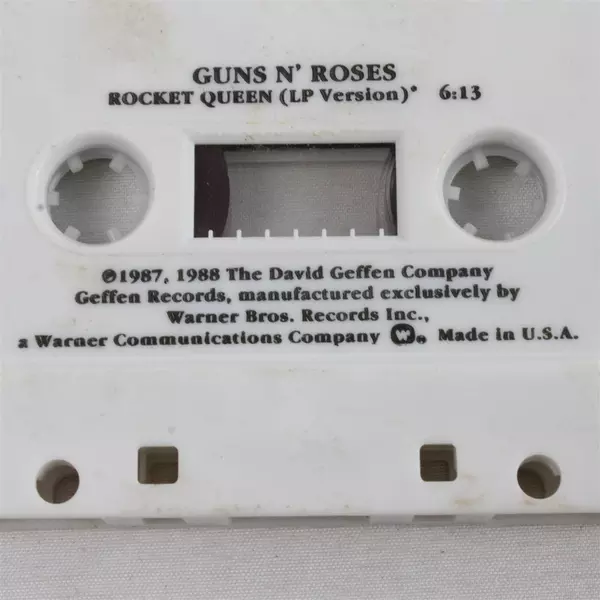 GUNS N' ROSES
ROCKET QUEEN (LP Version)* 6:13
℗1987, 1988 The David Geffen Company
Geffen Records, manufactured exclusively by
Warner Bros. Records Inc.,
a Warner Communications Company ® Made in U.S.A.